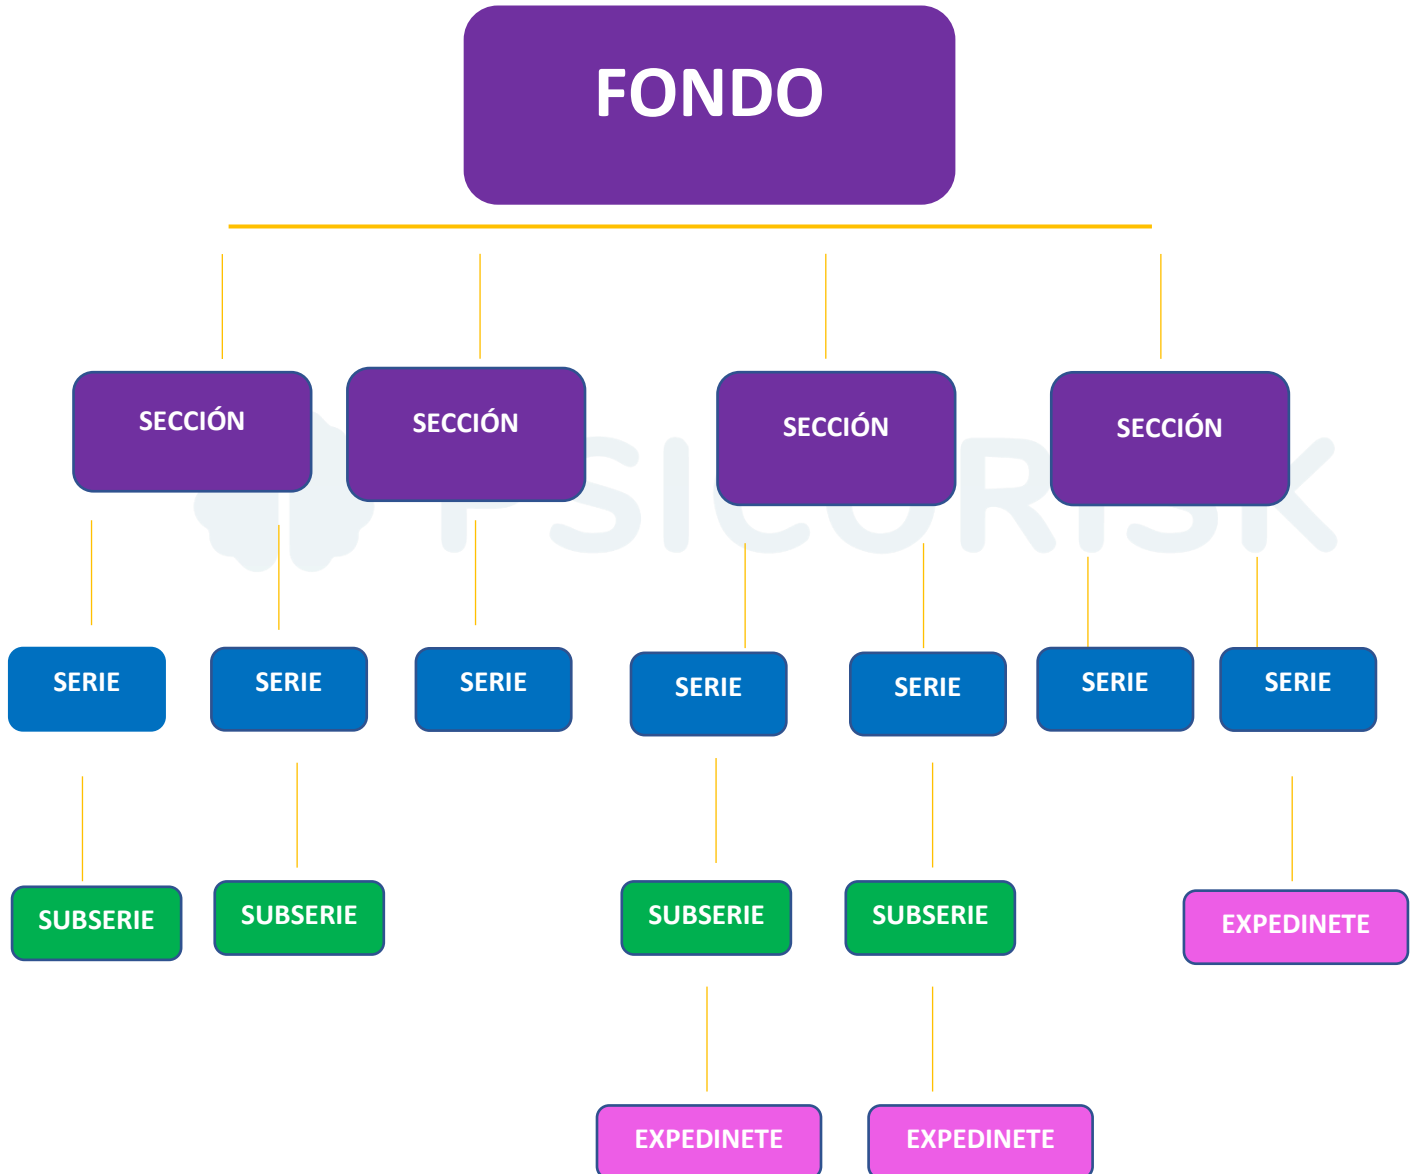 FONDO
SECCIÓN
SECCIÓN
SECCIÓN
SECCIÓN
PSICORISK
SERIE
SERIE
SERIE
SERIE
SERIE
SERIE
SERIE
SUBSERIE
SUBSERIE
SUBSERIE
SUBSERIE
EXPEDINETE
EXPEDINETE
EXPEDINETE